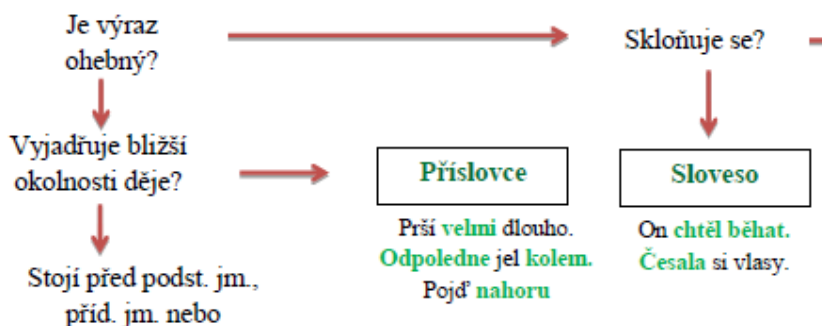 Je výraz
ohebný?
Skloňuje se?
Vyjadřuje bližší
okolnosti děje?
Příslovce
Sloveso
Prší velmi dlouho.
Odpoledne jel kolem.
Pojď nahoru
On chtěl běhat.
Česala si vlasy.
Stojí před podst. jm.,
příd. jm. nebo